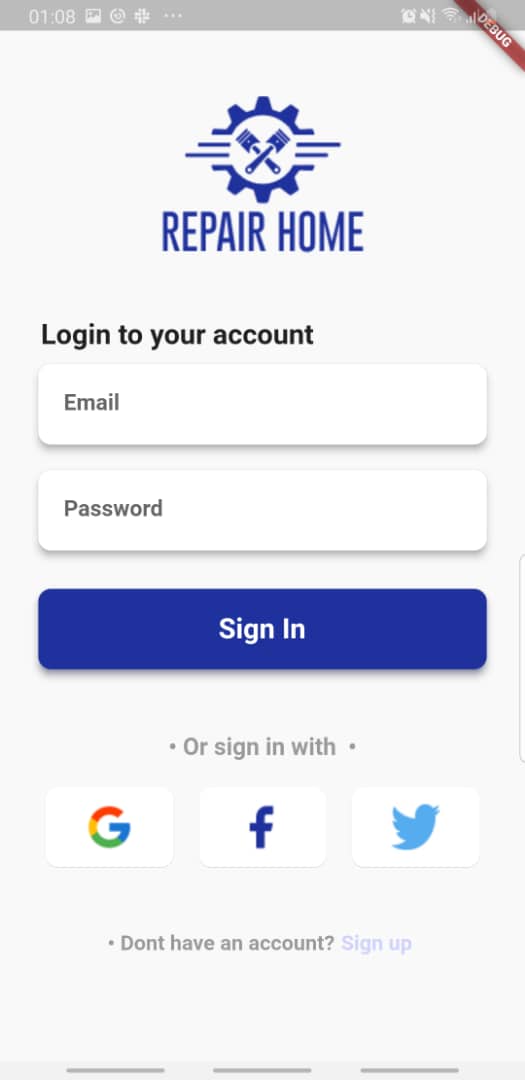 01:08
DEBUG
REPAIR HOME
Login to your account
Email
Password
Sign In
• Or sign in with •
• Dont have an account? Sign up